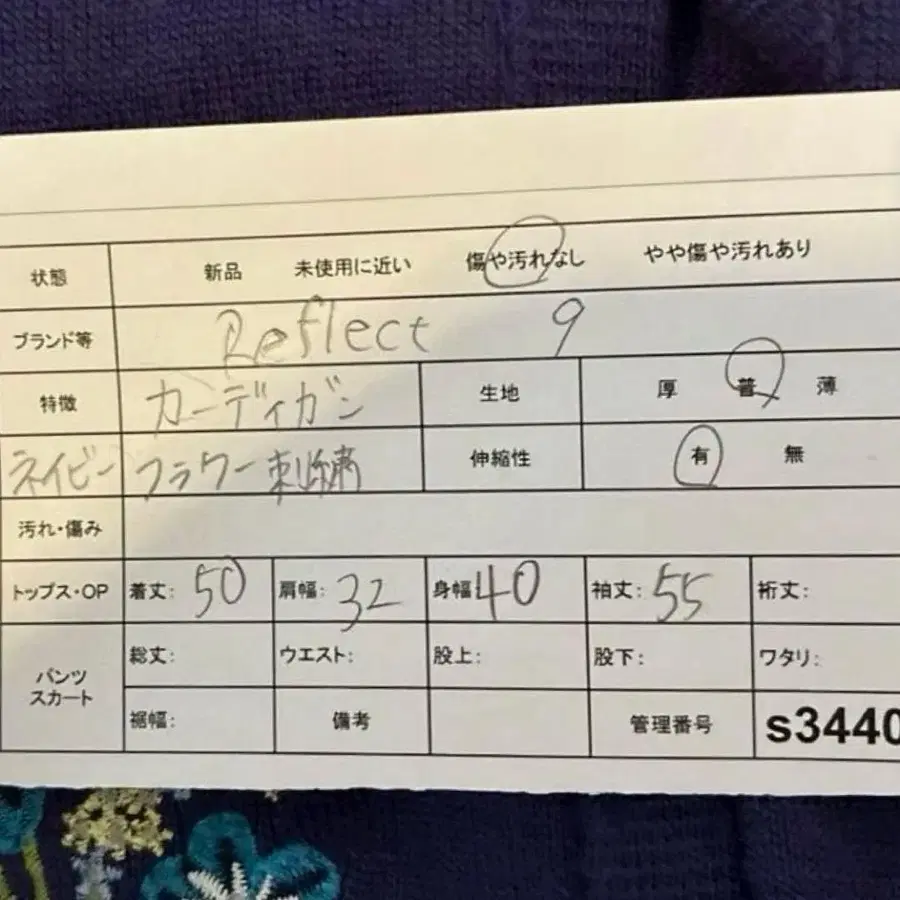 状態 新品 未使用に近い 傷や汚れなし やや傷や汚れあり
ブランド等 Reflect 9
特徴 カーディガン 生地 厚 普 薄
ネイビー フラワー刺繍 伸縮性 有 無
汚れ・傷み
トップス・OP 着丈: 50 肩幅: 32 身幅 40 袖丈: 55 裄丈:
パンツ スカート 総丈: ウエスト: 股上: 股下: ワタリ:
裾幅: 備考 管理番号 s3440